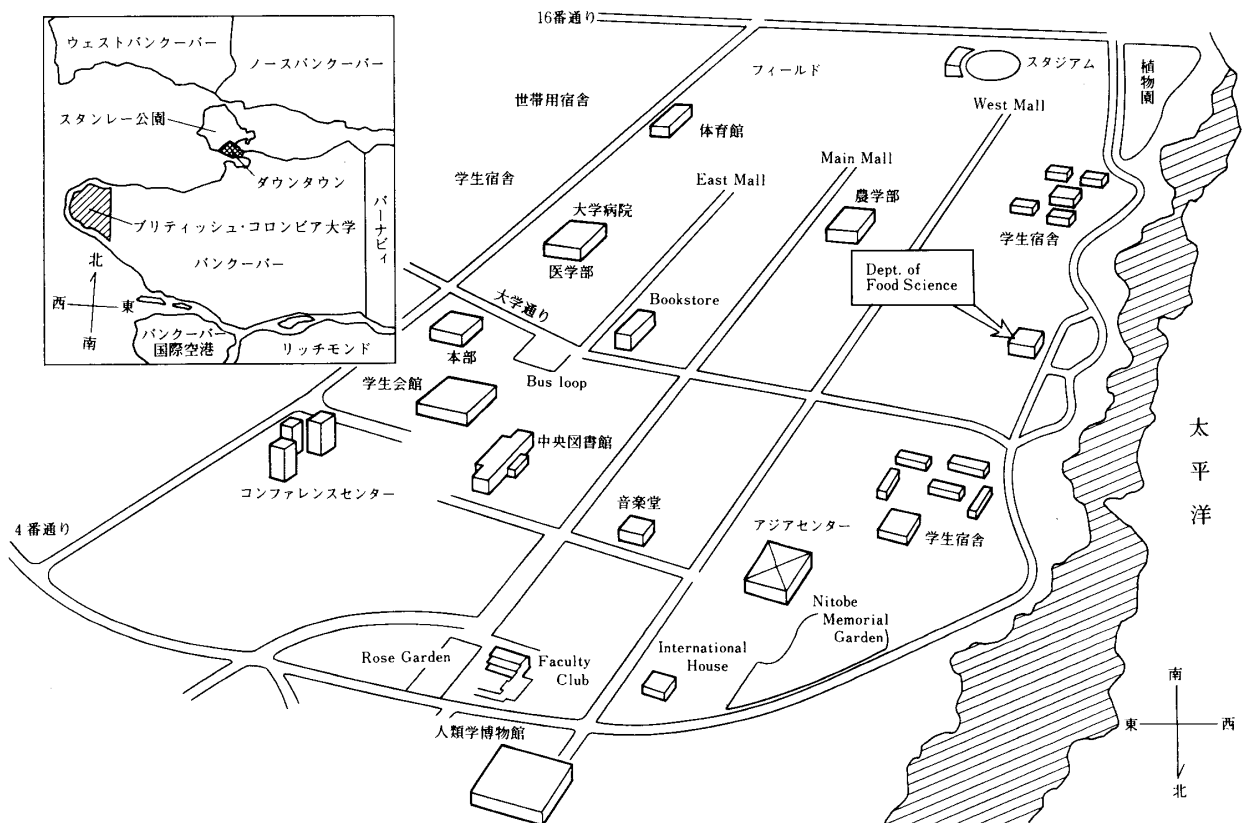 ウェストバンクーバー
ノースバンクーバー
スタンレー公園
ダウンタウン
ブリティッシュ・コロンビア大学
バンクーバー
バーナビィ
北
西
東
南
バンクーバー
国際空港
リッチモンド
16番通り
フィールド
スタジアム
植物園
世帯用宿舎
体育館
West Mall
Main Mall
East Mall
学生宿舎
農学部
大学病院
医学部
学生宿舎
Dept. of
Food Science
大学通り
Bookstore
本部
Bus loop
学生会館
中央図書館
コンファレンスセンター
太平洋
4番通り
音楽堂
アジアセンター
学生宿舎
Nitobe
Memorial
Garden
International
House
Rose Garden
Faculty
Club
人類学博物館
南
東
西
北